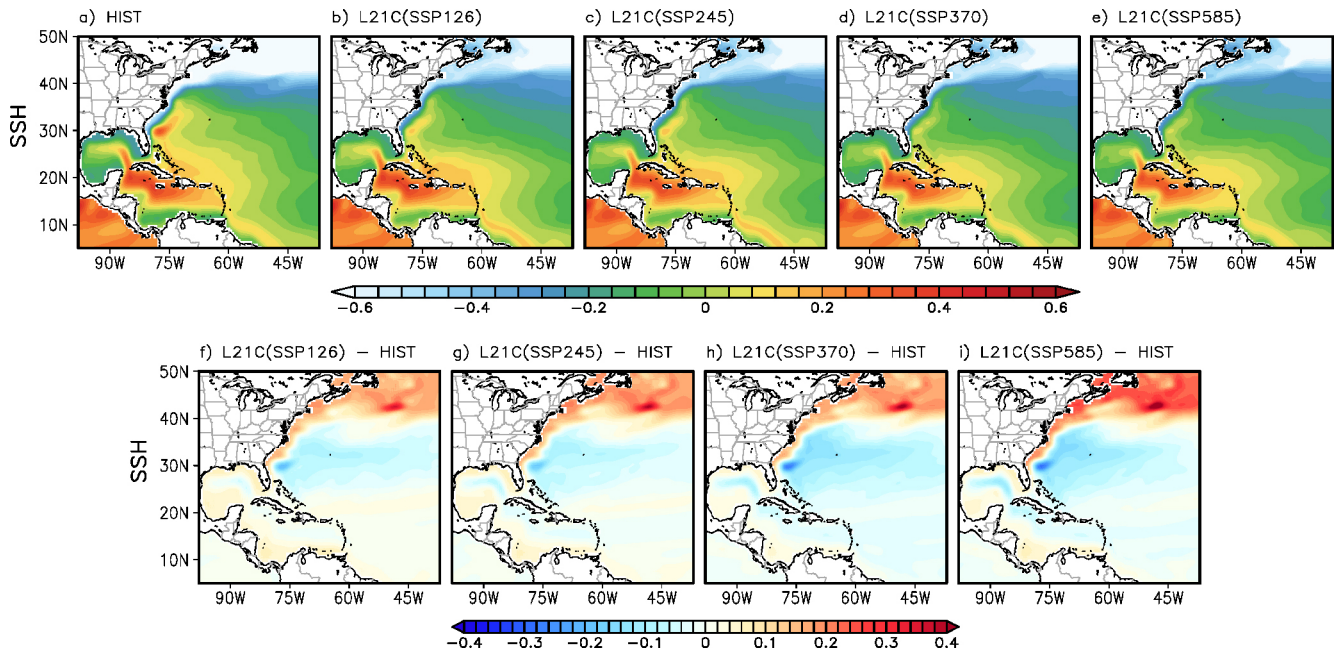 a) HIST
b) L21C(SSP126)
c) L21C(SSP245)
d) L21C(SSP370)
e) L21C(SSP585)
SSH
50N
40N
30N
20N
10N
90W 75W 60W 45W
90W 75W 60W 45W
90W 75W 60W 45W
90W 75W 60W 45W
90W 75W 60W 45W
−0.6 −0.4 −0.2 0 0.2 0.4 0.6
f) L21C(SSP126) − HIST
g) L21C(SSP245) − HIST
h) L21C(SSP370) − HIST
i) L21C(SSP585) − HIST
SSH
50N
40N
30N
20N
10N
90W 75W 60W 45W
90W 75W 60W 45W
90W 75W 60W 45W
90W 75W 60W 45W
−0.4 −0.3 −0.2 −0.1 0 0.1 0.2 0.3 0.4